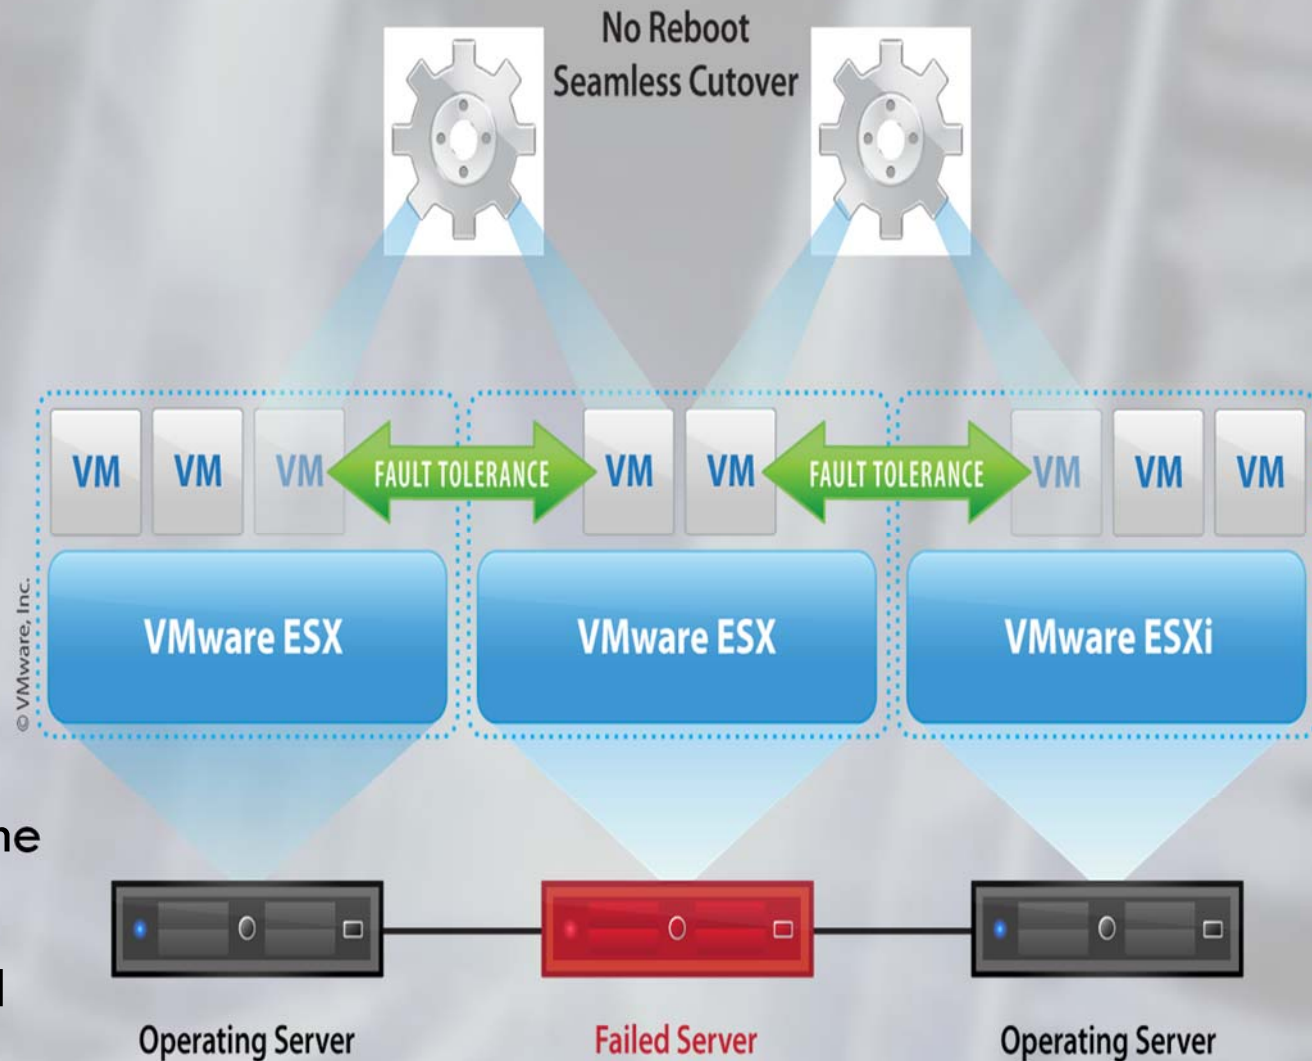 No Reboot
Seamless Cutover
VM VM VM FAULT TOLERANCE VM VM FAULT TOLERANCE VM VM VM
© VMware, Inc.
VMware ESX VMware ESX VMware ESXi
Operating Server Failed Server Operating Server